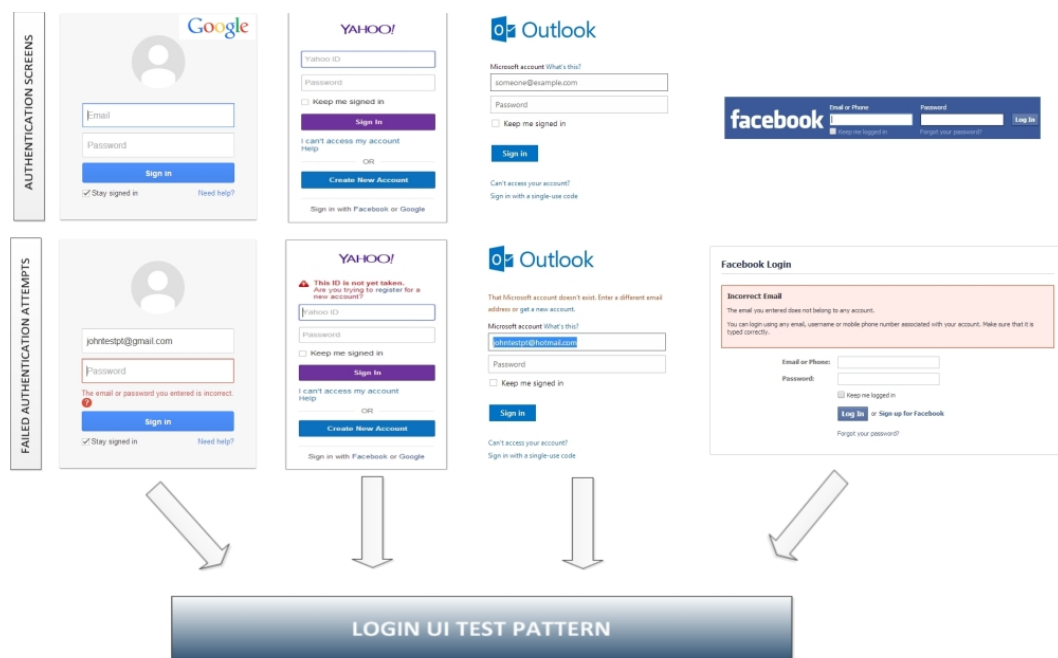 AUTHENTICATION SCREENS
Google
Email
Password
Sign in
Stay signed in
Need help?
YAHOO!
Yahoo ID
Password
Keep me signed in
Sign In
I can't access my account
Help
OR
Create New Account
Sign in with Facebook or Google
Outlook
Microsoft account What's this?
someone@example.com
Password
Keep me signed in
Sign in
Can't access your account?
Sign in with a single-use code
facebook
Email or Phone
Password
Log In
Keep me logged in
Forgot your password?
FAILED AUTHENTICATION ATTEMPTS
johntestpt@gmail.com
Password
The email or password you entered is incorrect.
?
Sign in
Stay signed in
Need help?
YAHOO!
This ID is not yet taken.
Are you trying to register for a
new account?
Yahoo ID
Password
Keep me signed in
Sign In
I can't access my account
Help
OR
Create New Account
Sign in with Facebook or Google
Outlook
That Microsoft account doesn't exist. Enter a different email
address or get a new account.
Microsoft account What's this?
johntestpt@hotmail.com
Password
Keep me signed in
Sign in
Can't access your account?
Sign in with a single-use code
Facebook Login
Incorrect Email
The email you entered does not belong to any account.
You can login using any email, username or mobile phone number associated with your account. Make sure that it is
typed correctly.
Email or Phone:
Password:
Keep me logged in
Log In or Sign up for Facebook
Forgot your password?
LOGIN UI TEST PATTERN